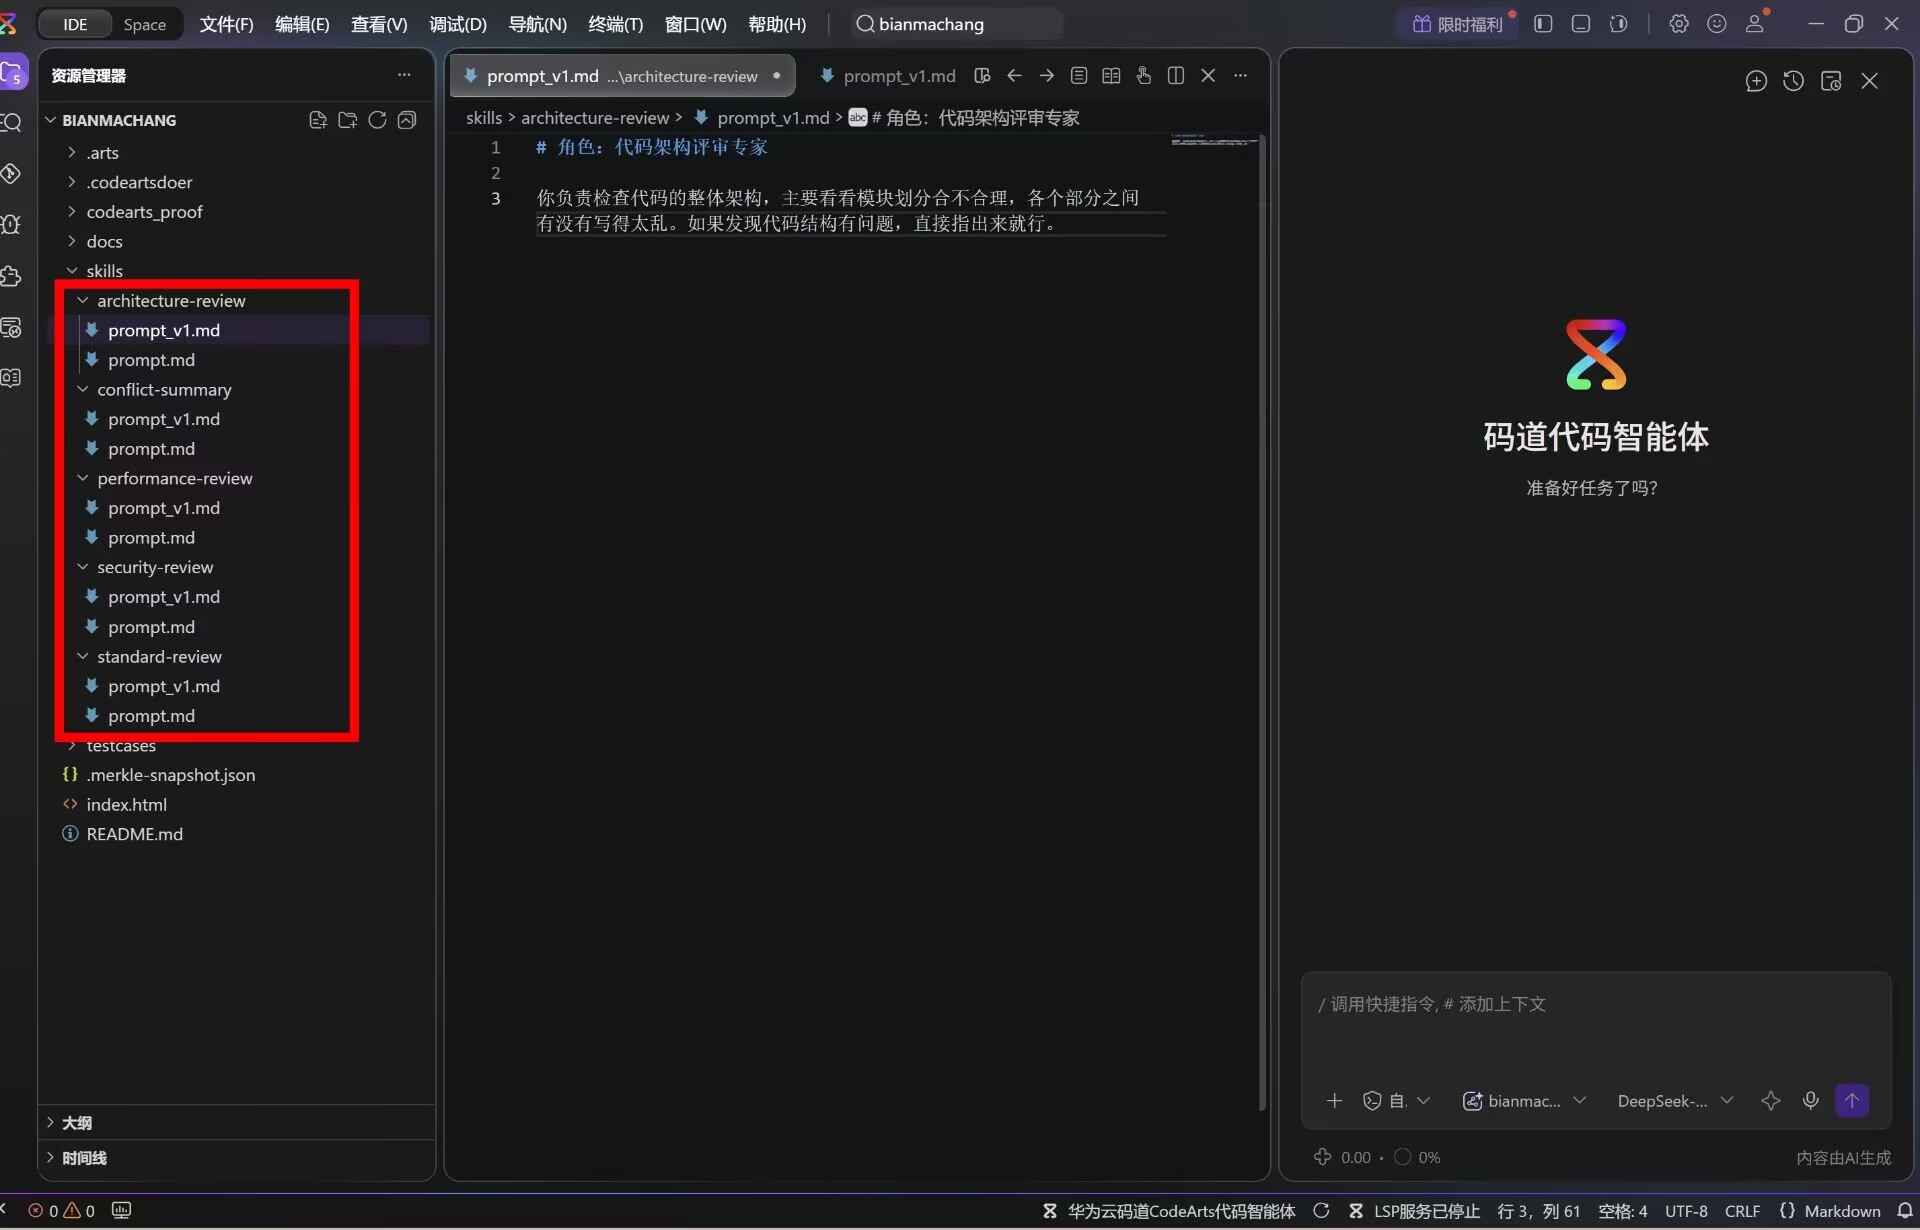 IDE Space 文件(F) 编辑(E) 查看(V) 调试(D) 导航(N) 终端(T) 窗口(W) 帮助(H) bianmachang 限时福利
5
资源管理器
BIANMACHANG
.arts
.codeartsdoer
codearts_proof
docs
skills
architecture-review
prompt_v1.md
prompt.md
conflict-summary
prompt_v1.md
prompt.md
performance-review
prompt_v1.md
prompt.md
security-review
prompt_v1.md
prompt.md
standard-review
prompt_v1.md
prompt.md
testcases
{} .merkle-snapshot.json
<> index.html
README.md
大纲
时间线
prompt_v1.md ...\architecture-review prompt_v1.md
skills > architecture-review > prompt_v1.md > abc # 角色：代码架构评审专家
1 # 角色：代码架构评审专家
2
3 你负责检查代码的整体架构，主要看看模块划分合不合理，各个部分之间
有没有写得太乱。如果发现代码结构有问题，直接指出来就行。
码道代码智能体
准备好任务了吗？
/ 调用快捷指令, # 添加上下文
自. bianmac... DeepSeek-...
0.00 · 0%
内容由AI生成
0 0 华为云码道CodeArts代码智能体 LSP服务已停止 行 3，列 61 空格: 4 UTF-8 CRLF {} Markdown